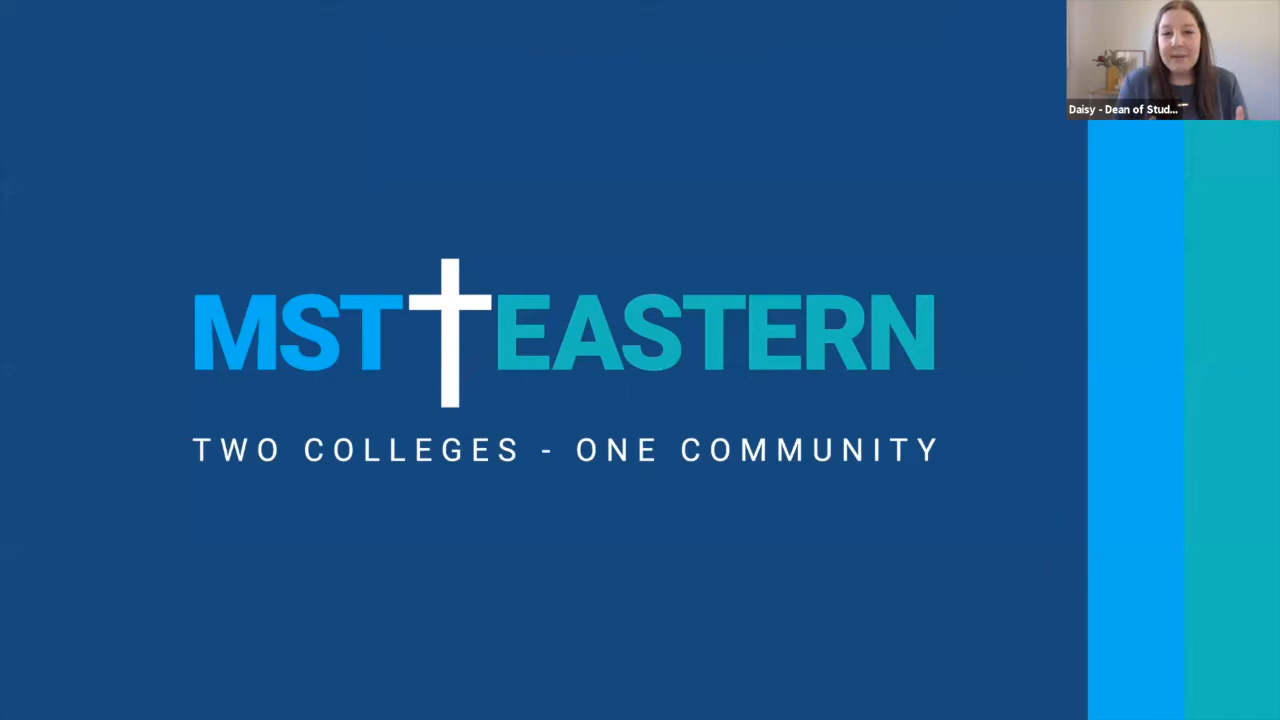 Daisy - Dean of Stud...
MST EASTERN
TWO COLLEGES - ONE COMMUNITY